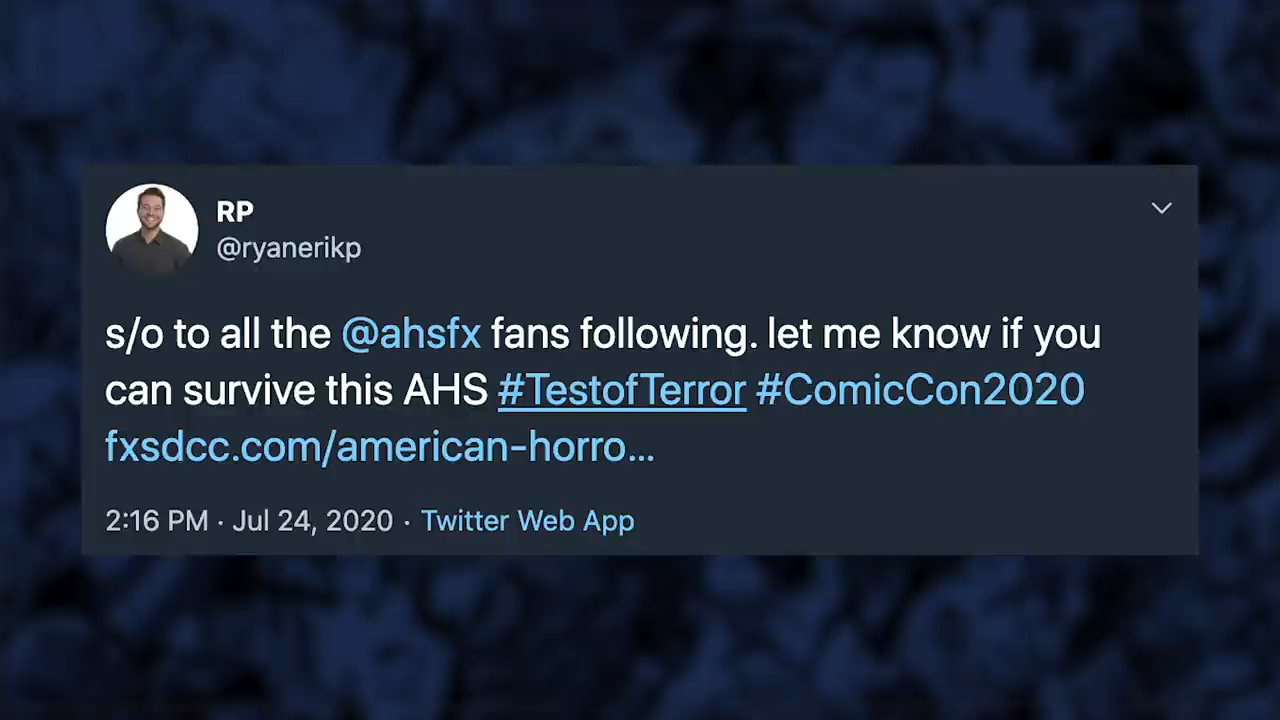 RP
@ryanerikp
s/o to all the @ahsfx fans following. let me know if you
can survive this AHS #TestofTerror #ComicCon2020
fxsdcc.com/american-horro...
2:16 PM · Jul 24, 2020 · Twitter Web App